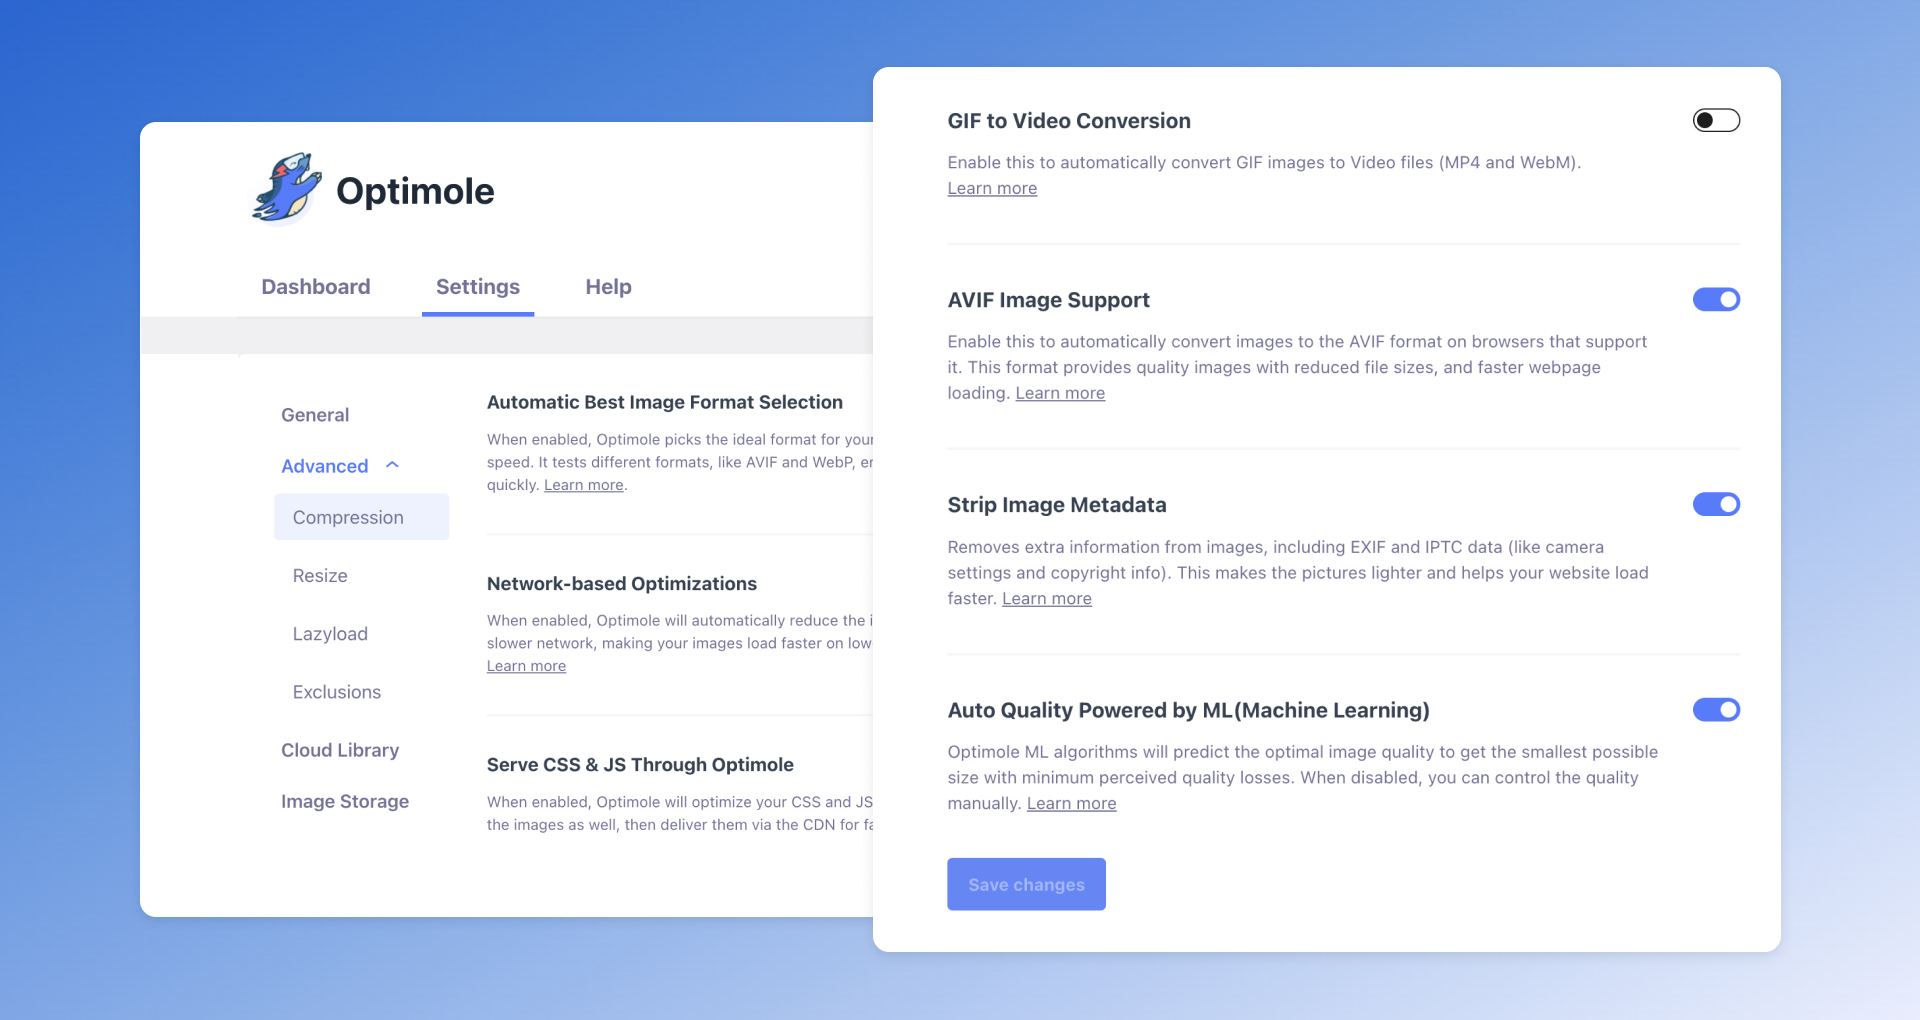 Optimole
Dashboard
Settings
Help
General
Advanced
Compression
Resize
Lazyload
Exclusions
Cloud Library
Image Storage
Automatic Best Image Format Selection
When enabled, Optimole picks the ideal format for your
speed. It tests different formats, like AVIF and WebP,
quickly. Learn more.
Network-based Optimizations
When enabled, Optimole will automatically reduce the
slower network, making your images load faster on
Learn more
Serve CSS & JS Through Optimole
When enabled, Optimole will optimize your CSS and JS
the images as well, then deliver them via the CDN for
GIF to Video Conversion
Enable this to automatically convert GIF images to Video files (MP4 and WebM).
Learn more
AVIF Image Support
Enable this to automatically convert images to the AVIF format on browsers that support
it. This format provides quality images with reduced file sizes, and faster webpage
loading. Learn more
Strip Image Metadata
Removes extra information from images, including EXIF and IPTC data (like camera
settings and copyright info). This makes the pictures lighter and helps your website load
faster. Learn more
Auto Quality Powered by ML(Machine Learning)
Optimole ML algorithms will predict the optimal image quality to get the smallest possible
size with minimum perceived quality losses. When disabled, you can control the quality
manually. Learn more
Save changes